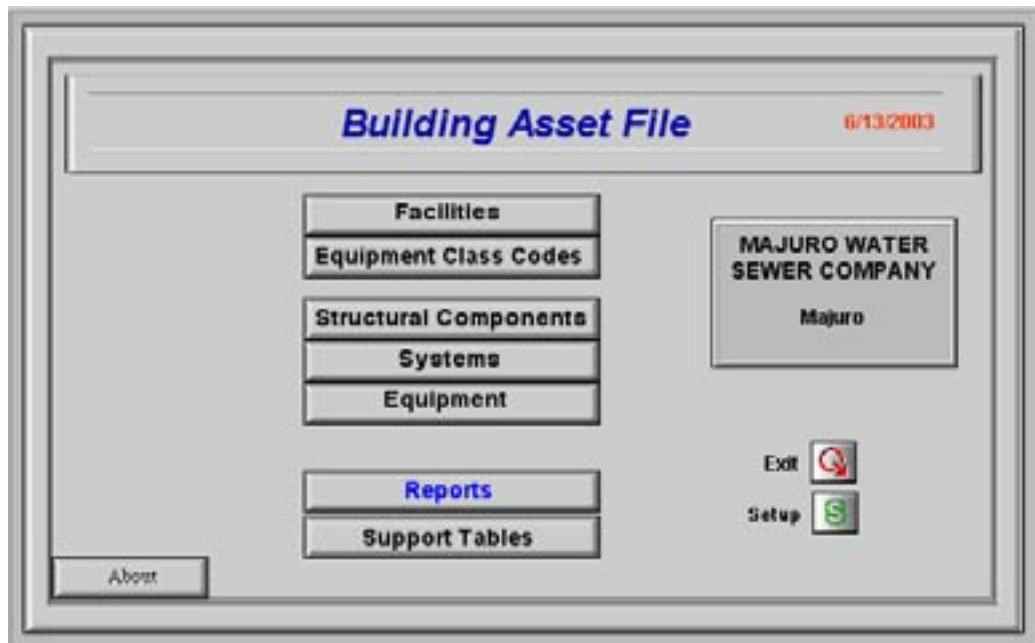 Building Asset File
6/13/2003
Facilities
Equipment Class Codes
Structural Components
Systems
Equipment
Reports
Support Tables
MAJURO WATER
SEWER COMPANY
Majuro
Exit
Setup
S
About